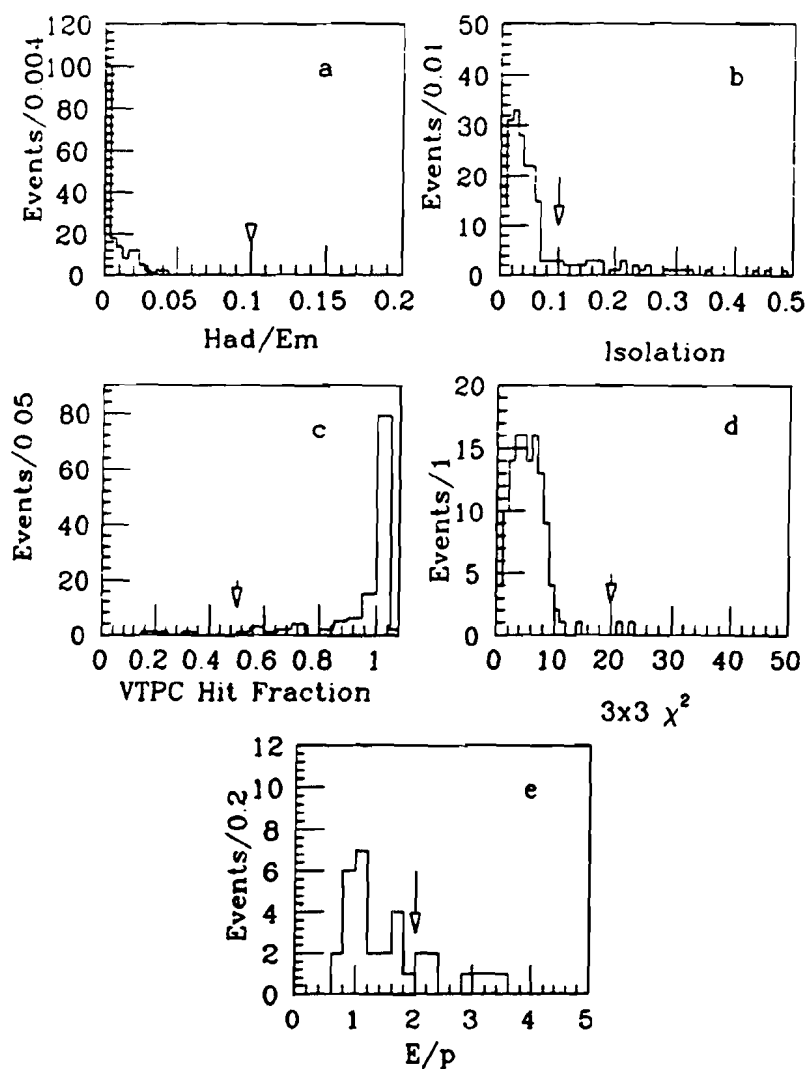 Events/0.004
120
100
80
60
40
20
0
a
0 0.05 0.1 0.15 0.2
Had/Em
Events/0.01
50
40
30
20
10
0
b
0 0.1 0.2 0.3 0.4 0.5
Isolation
Events/0 05
80
60
40
20
0
c
0 0.2 0.4 0.6 0.8 1
VTPC Hit Fraction
Events/1
20
15
10
5
0
d
0 10 20 30 40 50
3x3 χ²
Events/0.2
12
10
8
6
4
2
0
e
0 1 2 3 4 5
E/p